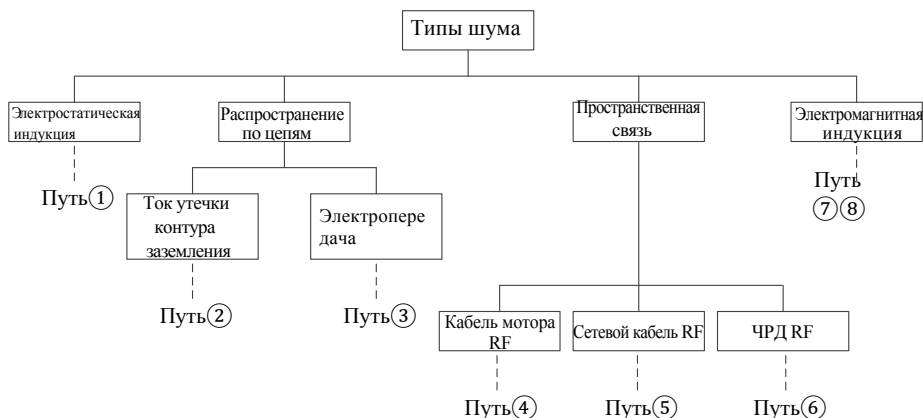 Типы шума
Электростатическая
индукция
Распространение
по цепям
Пространственная
связь
Электромагнитная
индукция
Путь①
Ток утечки
контура
заземления
Электропере
дача
Путь
⑦⑧
Путь②
Путь③
Кабель мотора
RF
Сетевой кабель RF
ЧРД RF
Путь④
Путь⑤
Путь⑥